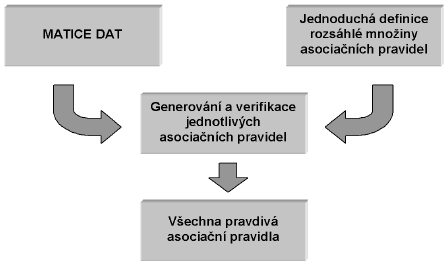 MATICE DAT
Jednoduchá definice
rozsáhlé množiny
asociačních pravidel
Generování a verifikace
jednotlivých
asociačních pravidel
Všechna pravdivá
asociační pravidla